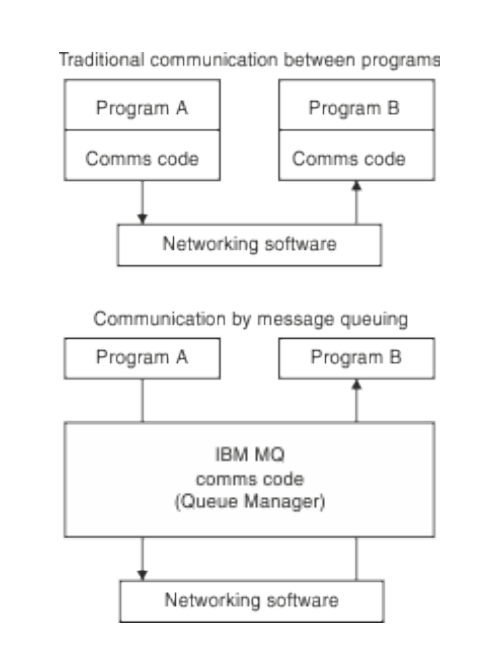 Traditional communication between programs
Program A
Program B
Comms code
Comms code
Networking software
Communication by message queuing
Program A
Program B
IBM MQ
comms code
(Queue Manager)
Networking software